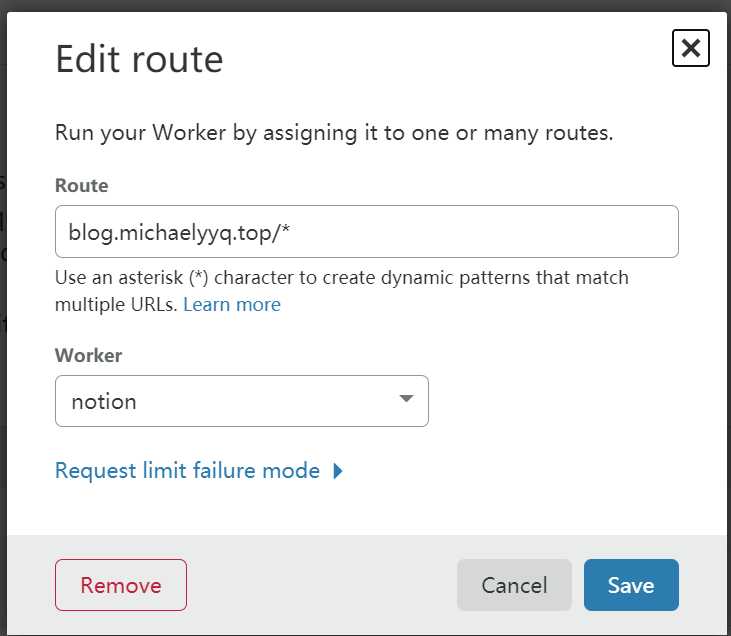 Edit route
Run your Worker by assigning it to one or many routes.
Route
blog.michaelyyq.top/*
Use an asterisk (*) character to create dynamic patterns that match
multiple URLs. Learn more
Worker
notion
Request limit failure mode
Remove
Cancel
Save